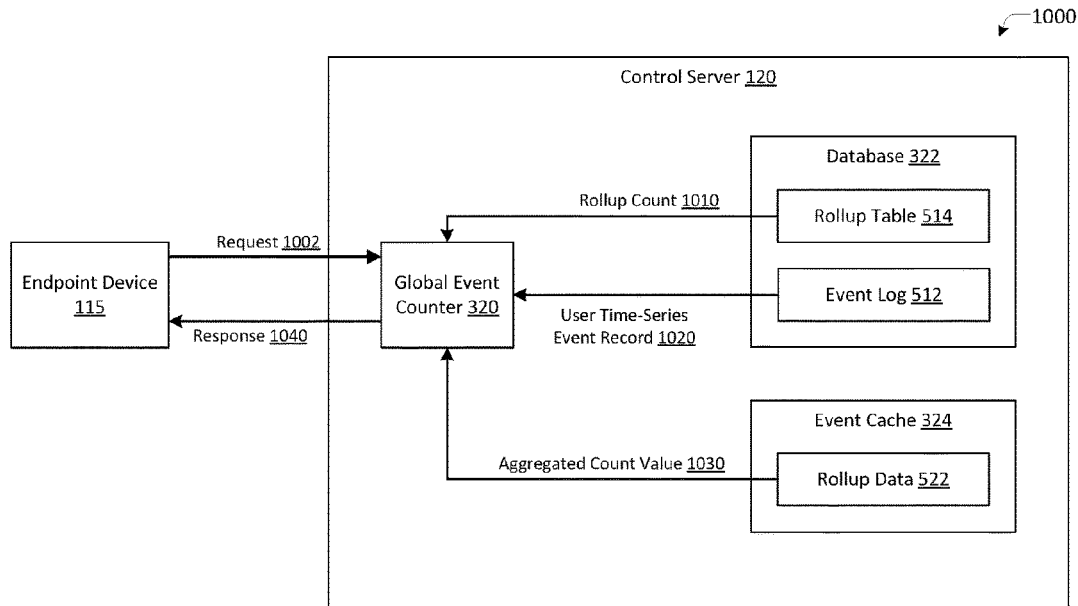 1000
Control Server 120
Database 322
Rollup Count 1010
Rollup Table 514
Request 1002
Endpoint Device
115
Global Event
Counter 320
Event Log 512
User Time-Series
Event Record 1020
Response 1040
Event Cache 324
Aggregated Count Value 1030
Rollup Data 522